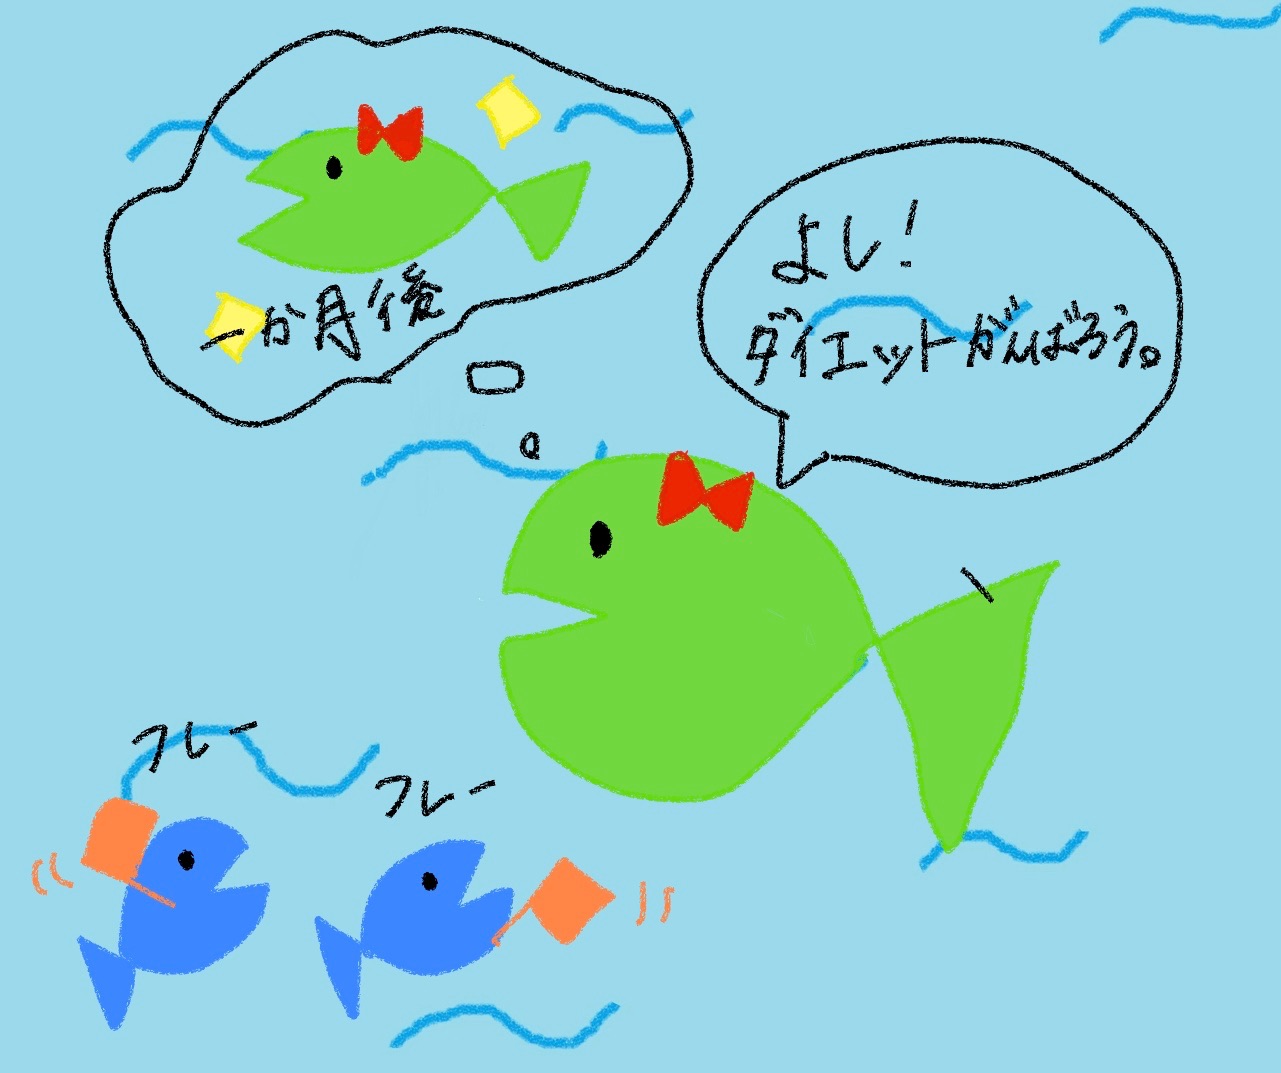 一か月後
よし！
ダイエットがんばろう。
フレー
フレー